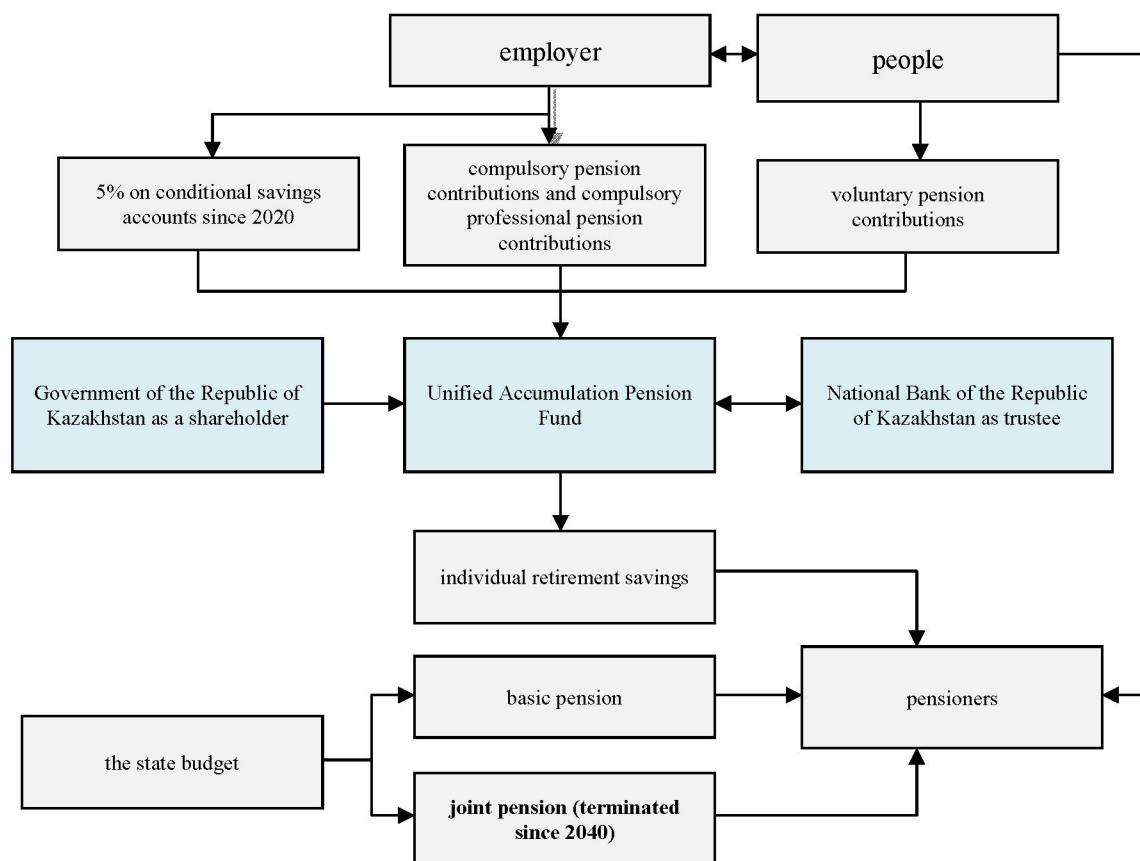 employer
people
5% on conditional savings
accounts since 2020
compulsory pension
contributions and compulsory
professional pension
contributions
voluntary pension
contributions
Government of the Republic of
Kazakhstan as a shareholder
Unified Accumulation Pension
Fund
National Bank of the Republic
of Kazakhstan as trustee
individual retirement savings
basic pension
pensioners
the state budget
joint pension (terminated
since 2040)